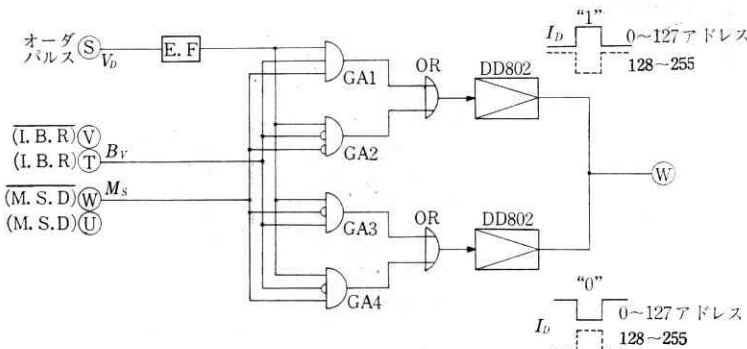 オーダ
パルス Ⓢ V_D
E.F
GA1
OR
DD802
"1"
I_D
0～127アドレス
128～255
(I.B.R) Ⓥ
(I.B.R) Ⓣ B_V
GA2
(M.S.D) Ⓦ M_S
(M.S.D) Ⓤ
Ⓦ
GA3
OR
DD802
GA4
"0"
I_D
0～127アドレス
128～255